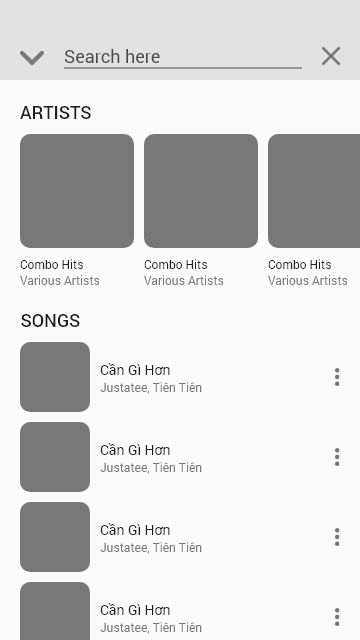 Search here
ARTISTS
Combo Hits
Various Artists
Combo Hits
Various Artists
Combo Hits
Various Artists
SONGS
Cần Gì Hơn
Justatee, Tiên Tiên
Cần Gì Hơn
Justatee, Tiên Tiên
Cần Gì Hơn
Justatee, Tiên Tiên
Cần Gì Hơn
Justatee, Tiên Tiên